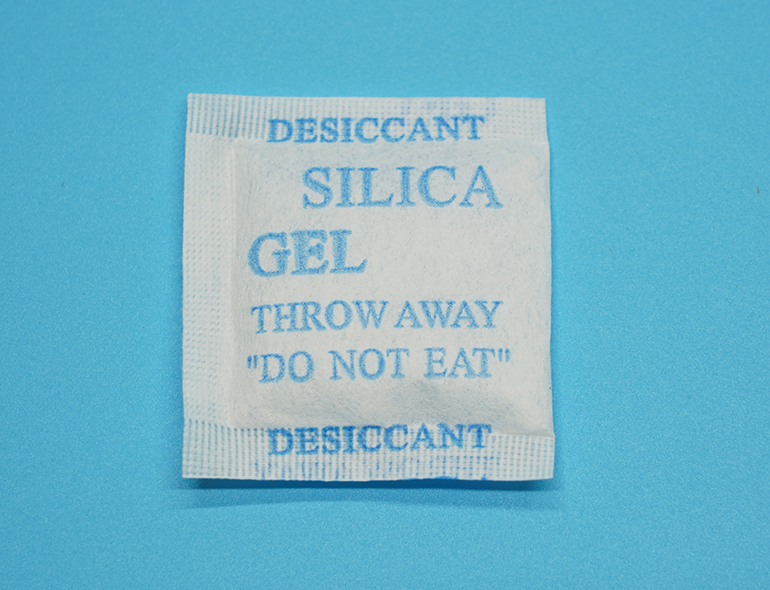 DESICCANT
SILICA
GEL
THROW AWAY
"DO NOT EAT"
DESICCANT